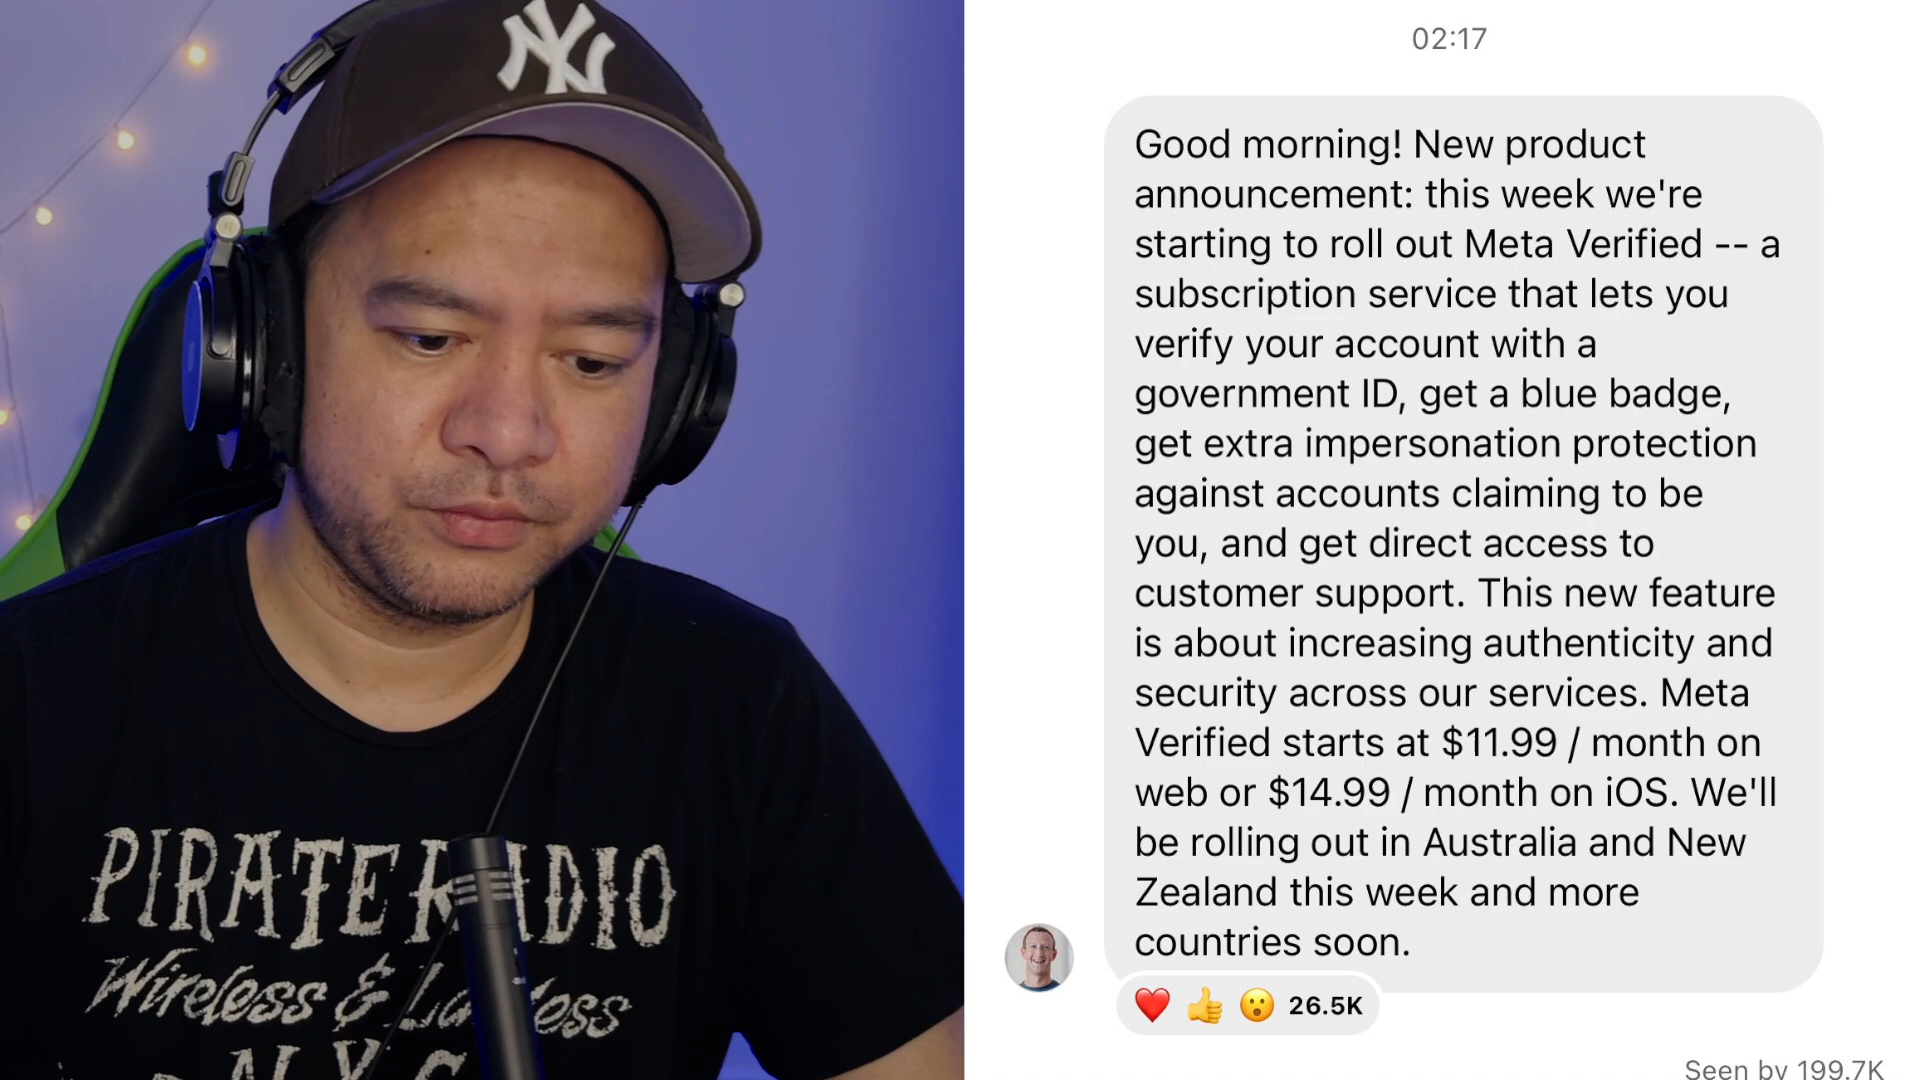 NY
PIRATE RADIO
Wireless &
02:17
Good morning! New product
announcement: this week we're
starting to roll out Meta Verified -- a
subscription service that lets you
verify your account with a
government ID, get a blue badge,
get extra impersonation protection
against accounts claiming to be
you, and get direct access to
customer support. This new feature
is about increasing authenticity and
security across our services. Meta
Verified starts at $11.99 / month on
web or $14.99 / month on iOS. We'll
be rolling out in Australia and New
Zealand this week and more
countries soon.
26.5K
Seen by 199.7K